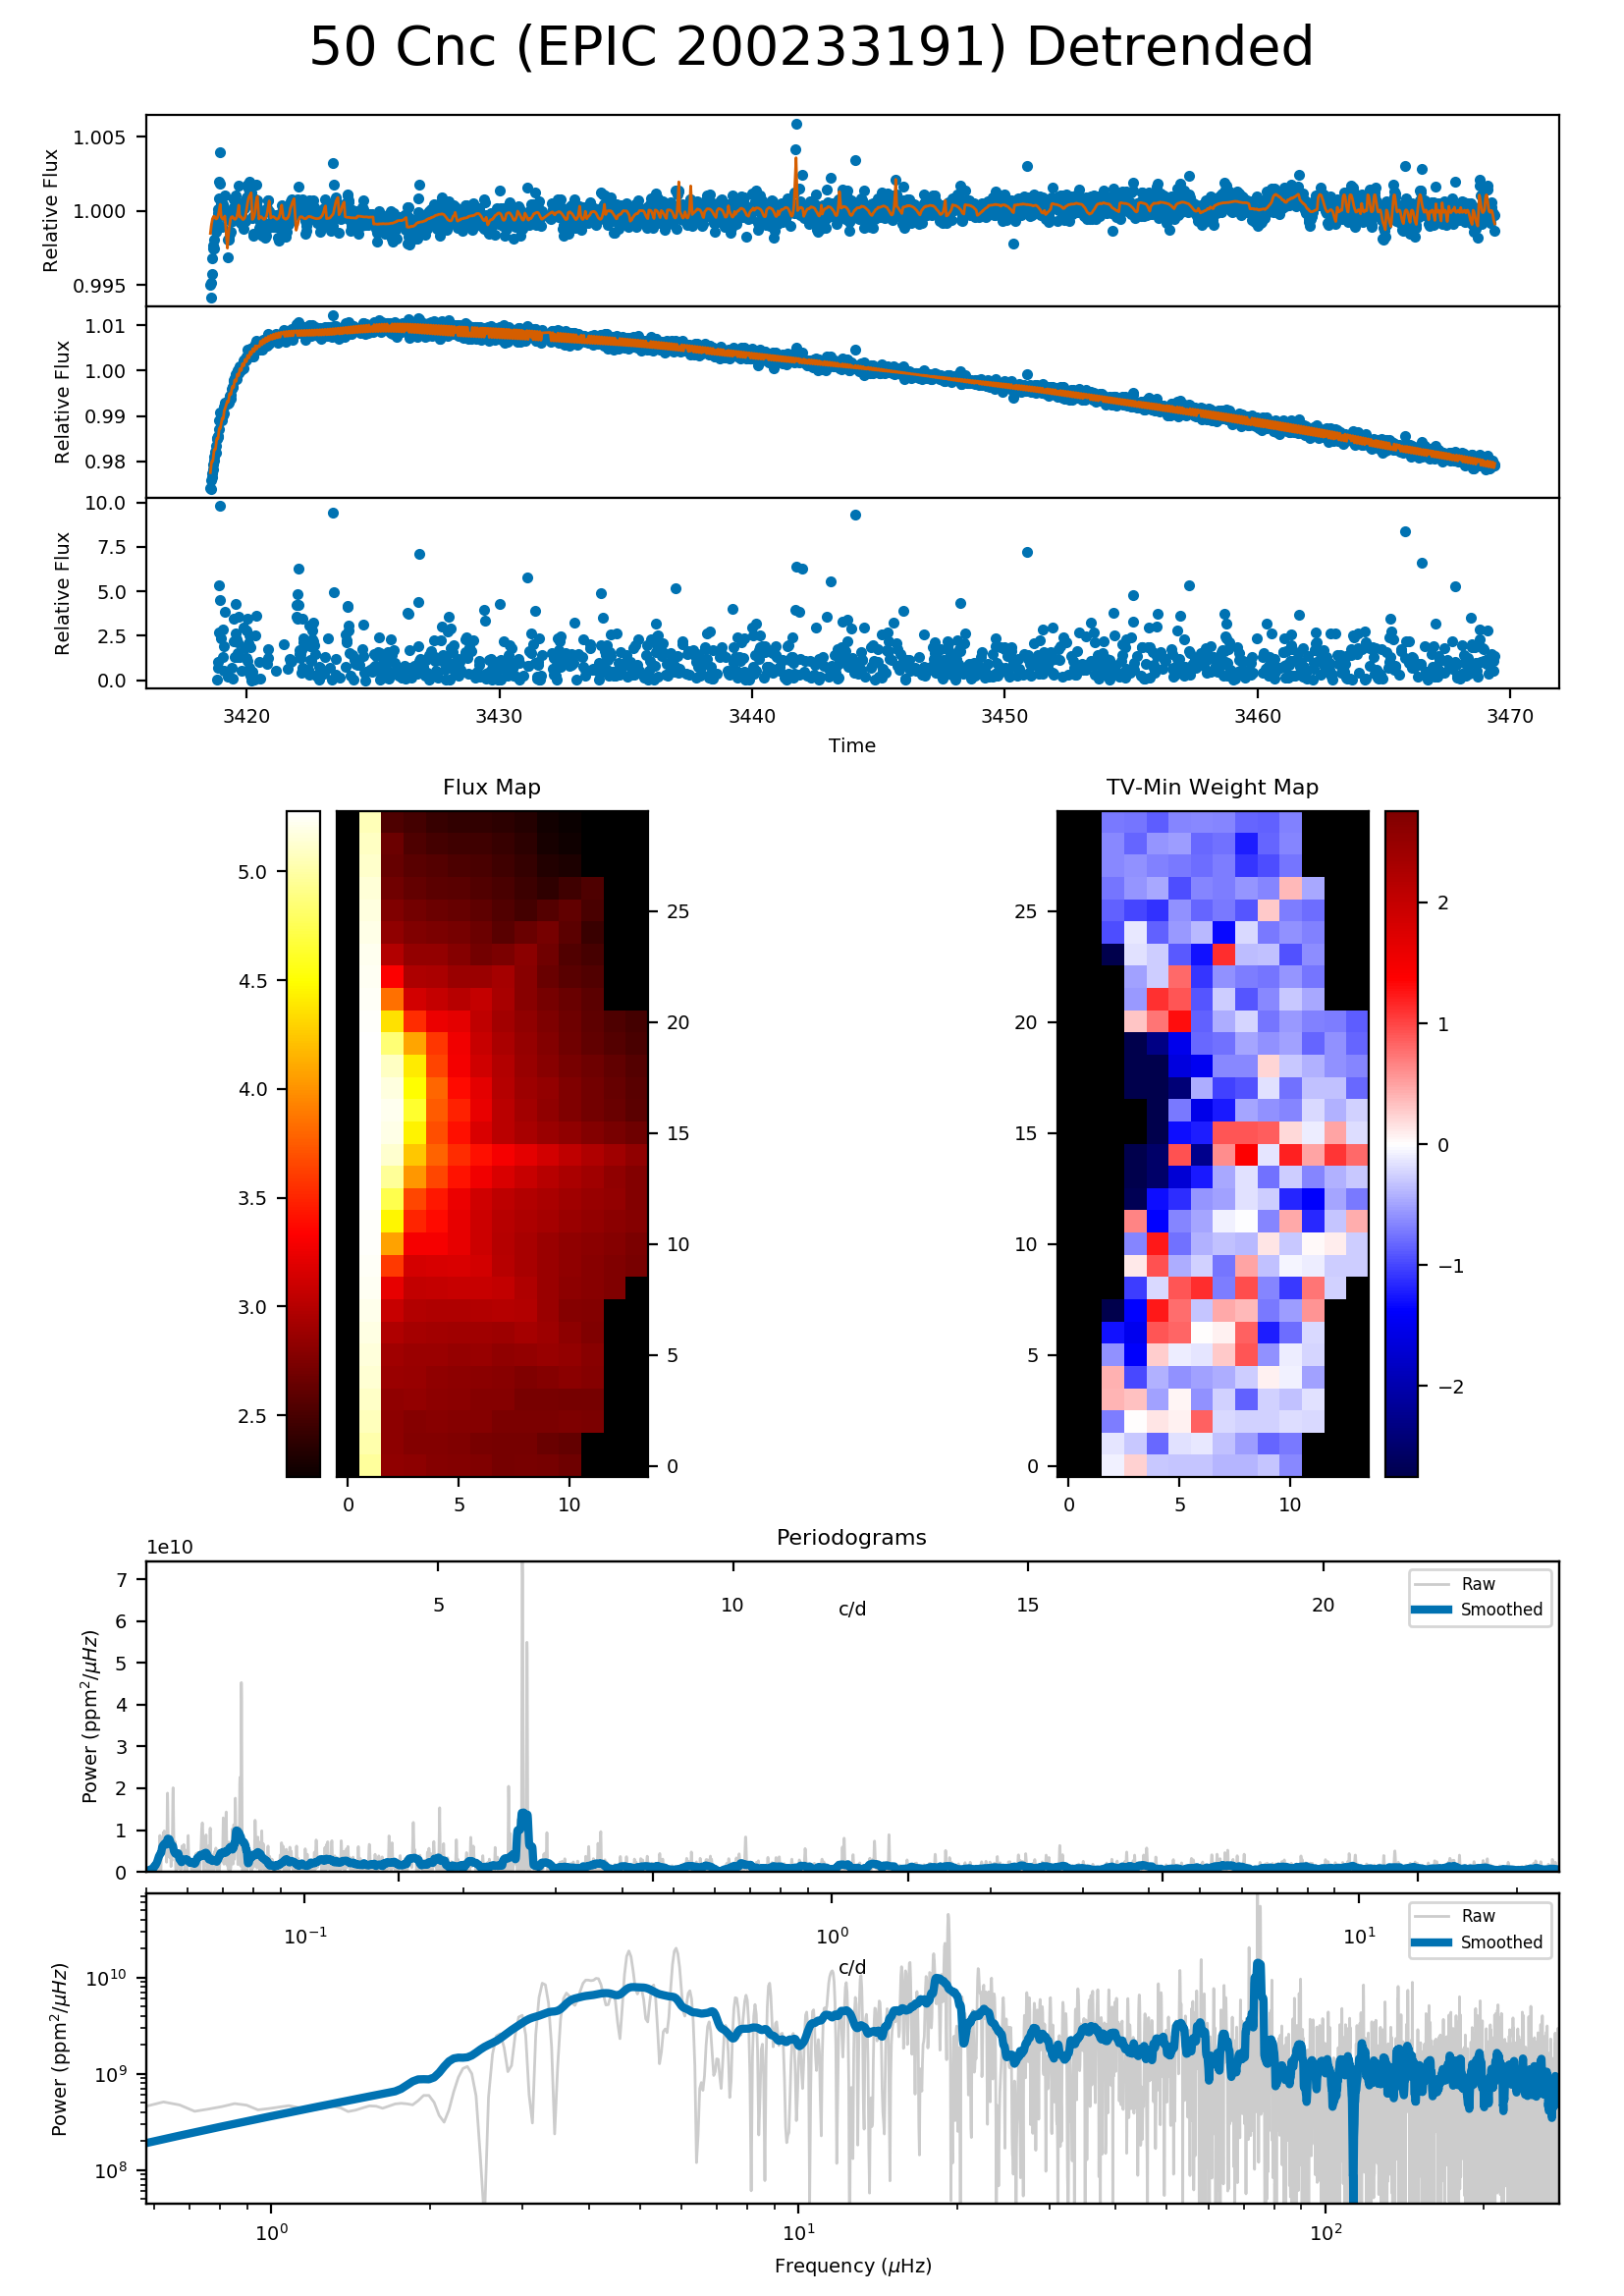 50 Cnc (EPIC 200233191) Detrended
1.005
1.000
0.995
Relative Flux
1.01
1.00
0.99
0.98
Relative Flux
10.0
7.5
5.0
2.5
0.0
Relative Flux
3420 3430 3440 3450 3460 3470
Time
Flux Map
5.0
4.5
4.0
3.5
3.0
2.5
25
20
15
10
5
0
0 5 10
TV-Min Weight Map
25
20
15
10
5
0
0 5 10
2
1
0
−1
−2
Periodograms
1e10
7
6
5
4
3
2
1
0
Power (ppm²/μHz)
5 10 15 20
c/d
Raw
Smoothed
10⁻¹ 10⁰ 10¹
c/d
Raw
Smoothed
10¹⁰
10⁹
10⁸
Power (ppm²/μHz)
10⁰ 10¹ 10²
Frequency (μHz)